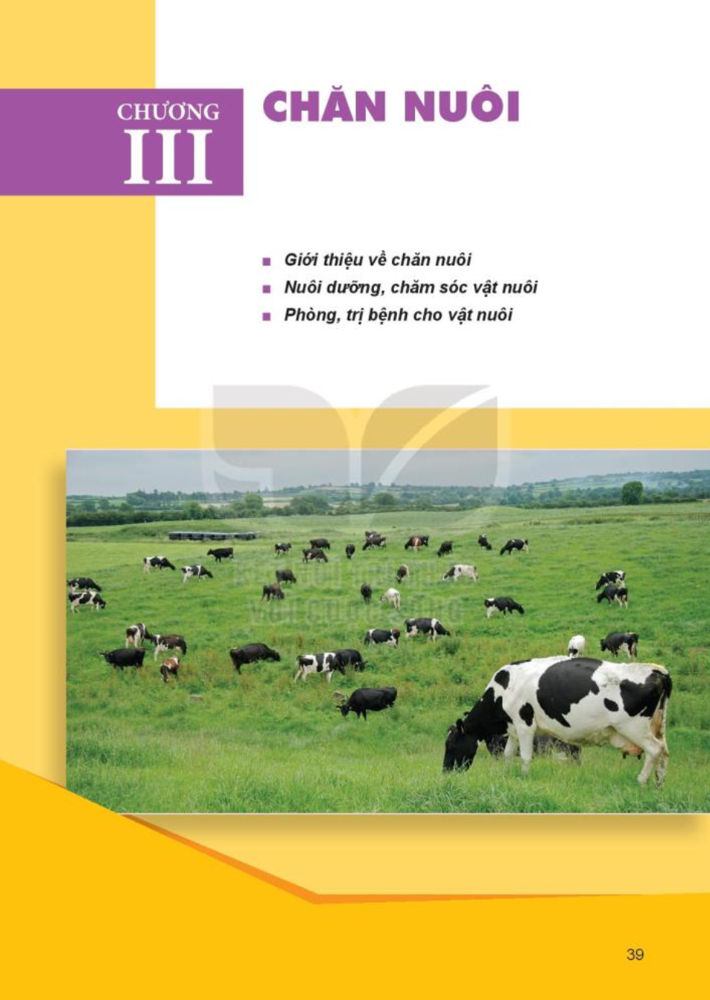 CHƯƠNG
III
CHĂN NUÔI
Giới thiệu về chăn nuôi
Nuôi dưỡng, chăm sóc vật nuôi
Phòng, trị bệnh cho vật nuôi
39